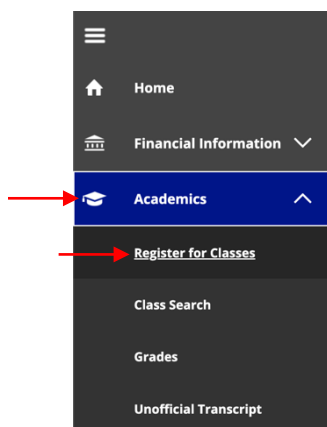 Home
Financial Information
Academics
Register for Classes
Class Search
Grades
Unofficial Transcript